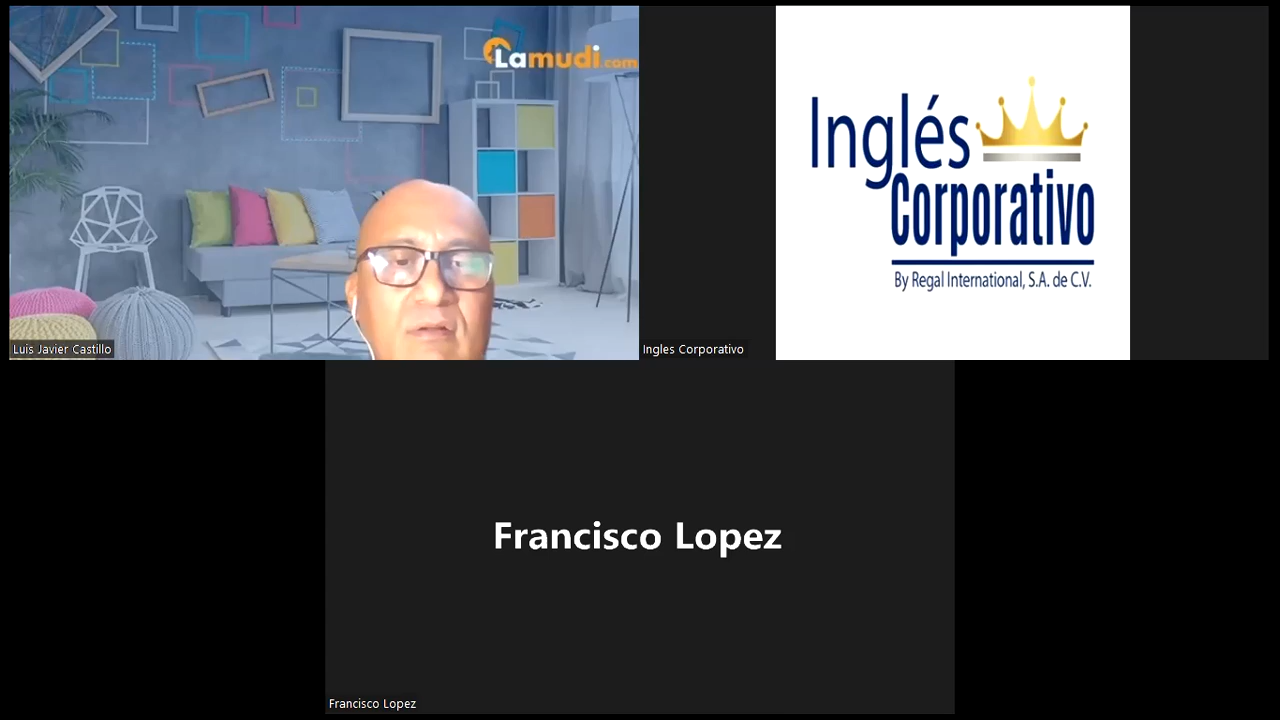 Lamudi.com
Luis Javier Castillo
Inglés
Corporativo
By Regal International, S.A. de C.V.
Ingles Corporativo
Francisco Lopez
Francisco Lopez